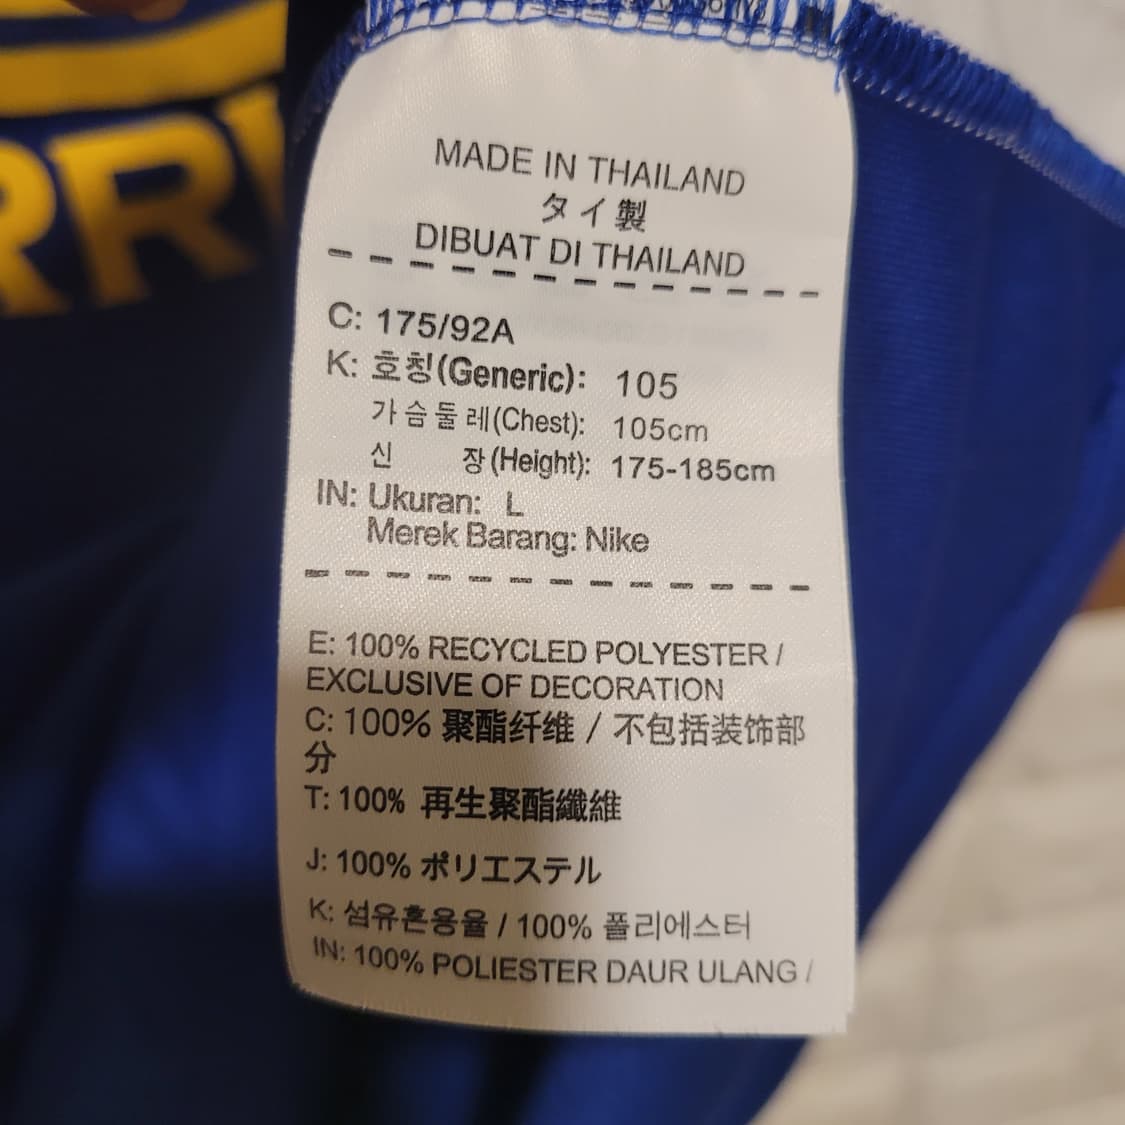 RRI
MADE IN THAILAND
タイ製
DIBUAT DI THAILAND
C: 175/92A
K: 호칭(Generic): 105
가슴둘레(Chest): 105cm
신 장(Height): 175-185cm
IN: Ukuran: L
Merek Barang: Nike
E: 100% RECYCLED POLYESTER /
EXCLUSIVE OF DECORATION
C: 100% 聚酯纤维 / 不包括装饰部
分
T: 100% 再生聚酯纖維
J: 100% ポリエステル
K: 섬유혼용율 / 100% 폴리에스터
IN: 100% POLIESTER DAUR ULANG /